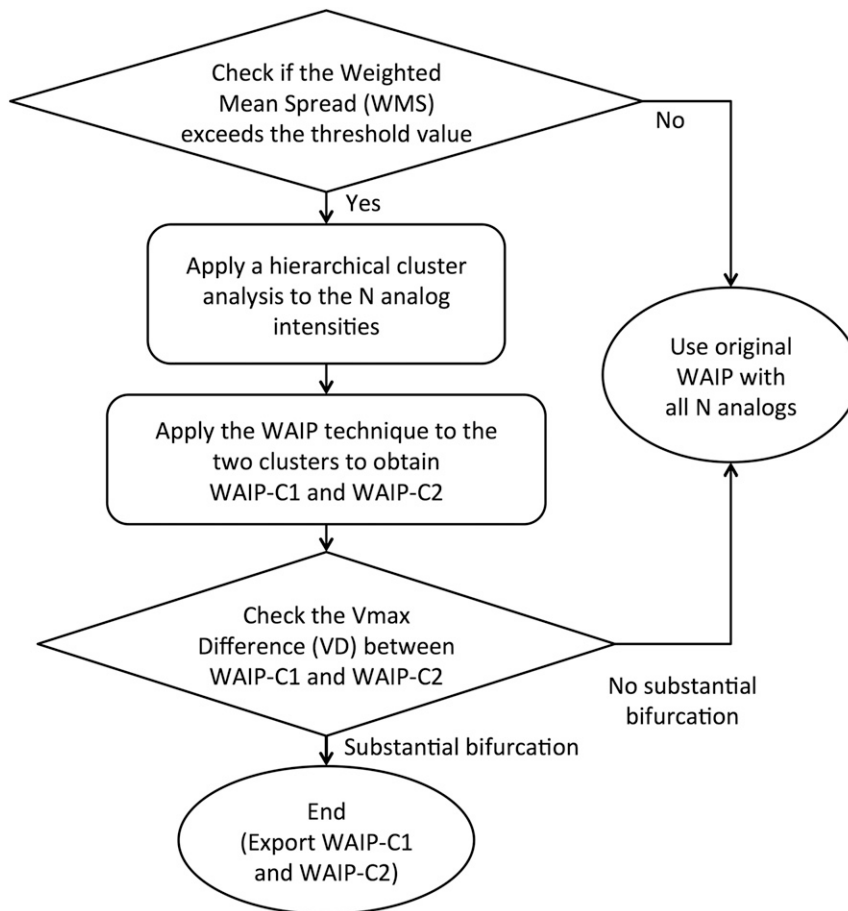 Check if the Weighted
Mean Spread (WMS)
exceeds the threshold value
No
Yes
Apply a hierarchical cluster
analysis to the N analog
intensities
Use original
WAIP with
all N analogs
Apply the WAIP technique to the
two clusters to obtain
WAIP-C1 and WAIP-C2
Check the Vmax
Difference (VD) between
WAIP-C1 and WAIP-C2
No substantial
bifurcation
Substantial bifurcation
End
(Export WAIP-C1
and WAIP-C2)